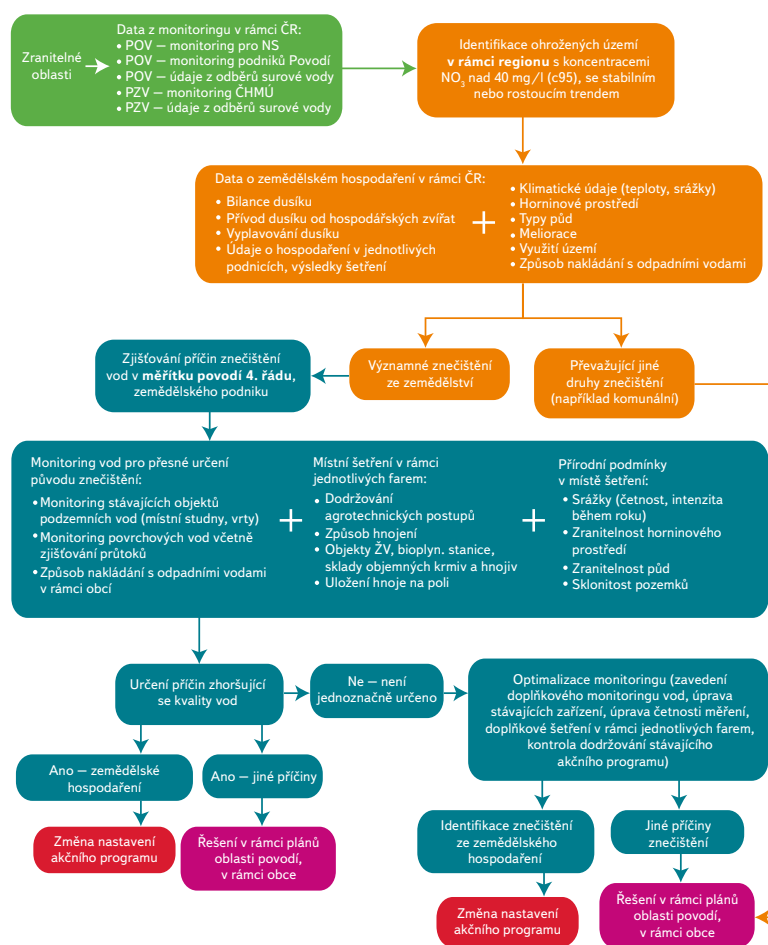 Zranitelné
oblasti
Data z monitoringu v rámci ČR:
• POV – monitoring pro NS
• POV – monitoring podniků Povodí
• POV – údaje z odběrů surové vody
• PZV – monitoring ČHMÚ
• PZV – údaje z odběrů surové vody
Identifikace ohrožených území
v rámci regionu s koncentracemi
NO3 nad 40 mg/l (c95), se stabilním
nebo rostoucím trendem
Data o zemědělském hospodaření v rámci ČR:
• Bilance dusíku
• Přívod dusíku od hospodářských zvířat
• Vyplavování dusíku
• Údaje o hospodaření v jednotlivých
podnicích, výsledky šetření
+
• Klimatické údaje (teploty, srážky)
• Horninové prostředí
• Typy půd
• Meliorace
• Využití území
• Způsob nakládání s odpadními vodami
Zjišťování příčin znečištění
vod v měřítku povodí 4. řádu,
zemědělského podniku
Významné znečištění
ze zemědělství
Převažující jiné
druhy znečištění
(například komunální)
Monitoring vod pro přesné určení
původu znečištění:
• Monitoring stávajících objektů
podzemních vod (místní studny, vrty)
• Monitoring povrchových vod včetně
zjišťování průtoků
• Způsob nakládání s odpadními vodami
v rámci obcí
+
Místní šetření v rámci
jednotlivých farem:
• Dodržování
agrotechnických postupů
• Způsob hnojení
• Objekty ŽV, bioplyn. stanice,
sklady objemných krmiv a hnojiv
• Uložení hnoje na poli
+
Přírodní podmínky
v místě šetření:
• Srážky (četnost, intenzita
během roku)
• Zranitelnost horninového
prostředí
• Zranitelnost půd
• Sklonitost pozemků
Určení příčin zhoršující
se kvality vod
Ne – není
jednoznačně určeno
Optimalizace monitoringu (zavedení
doplňkového monitoringu vod, úprava
stávajících zařízení, úprava četnosti měření,
doplňkové šetření v rámci jednotlivých farem,
kontrola dodržování stávajícího
akčního programu)
Ano – zemědělské
hospodaření
Ano – jiné příčiny
Změna nastavení
akčního programu
Řešení v rámci plánů
oblasti povodí,
v rámci obce
Identifikace znečištění
ze zemědělského
hospodaření
Jiné příčiny
znečištění
Změna nastavení
akčního programu
Řešení v rámci plánů
oblasti povodí,
v rámci obce